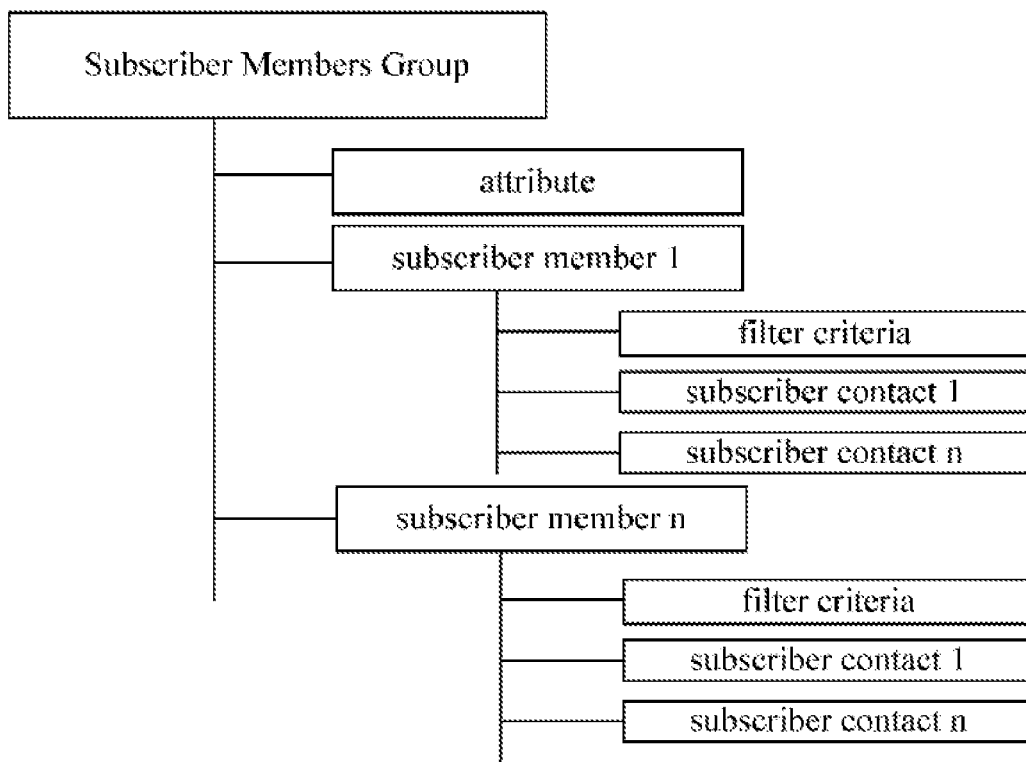 Subscriber Members Group
attribute
subscriber member 1
filter criteria
subscriber contact 1
subscriber contact n
subscriber member n
filter criteria
subscriber contact 1
subscriber contact n